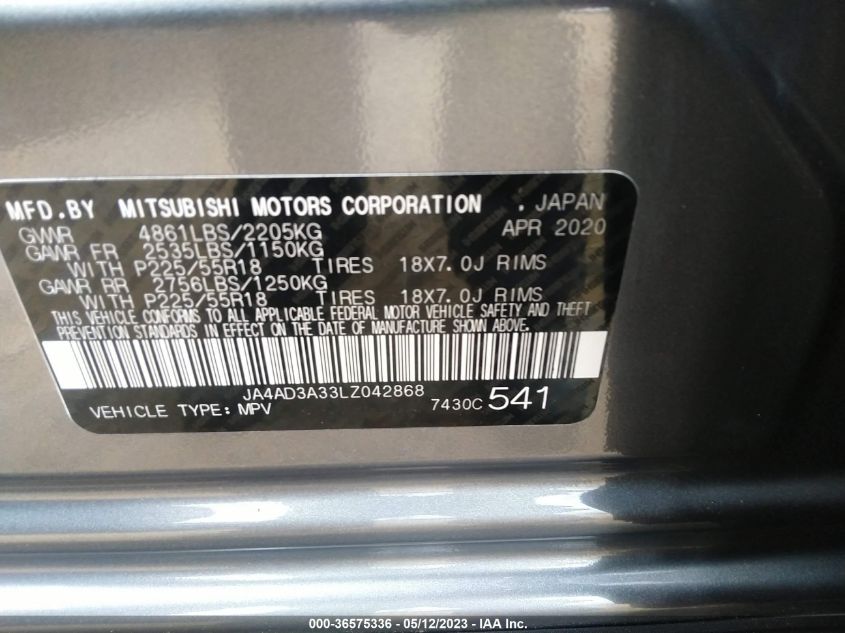 MFD.BY MITSUBISHI MOTORS CORPORATION . JAPAN
GVWR 4861LBS/2205KG APR 2020
GAWR FR 2535LBS/1150KG
WITH P225/55R18 TIRES 18X7.0J RIMS
GAWR RR 2756LBS/1250KG
WITH P225/55R18 TIRES 18X7.0J RIMS
THIS VEHICLE CONFORMS TO ALL APPLICABLE FEDERAL MOTOR VEHICLE SAFETY AND THEFT
PREVENTION STANDARDS IN EFFECT ON THE DATE OF MANUFACTURE SHOWN ABOVE.
JA4AD3A33LZ042868
VEHICLE TYPE:MPV 7430C 541
000-36575336 - 05/12/2023 - IAA Inc.